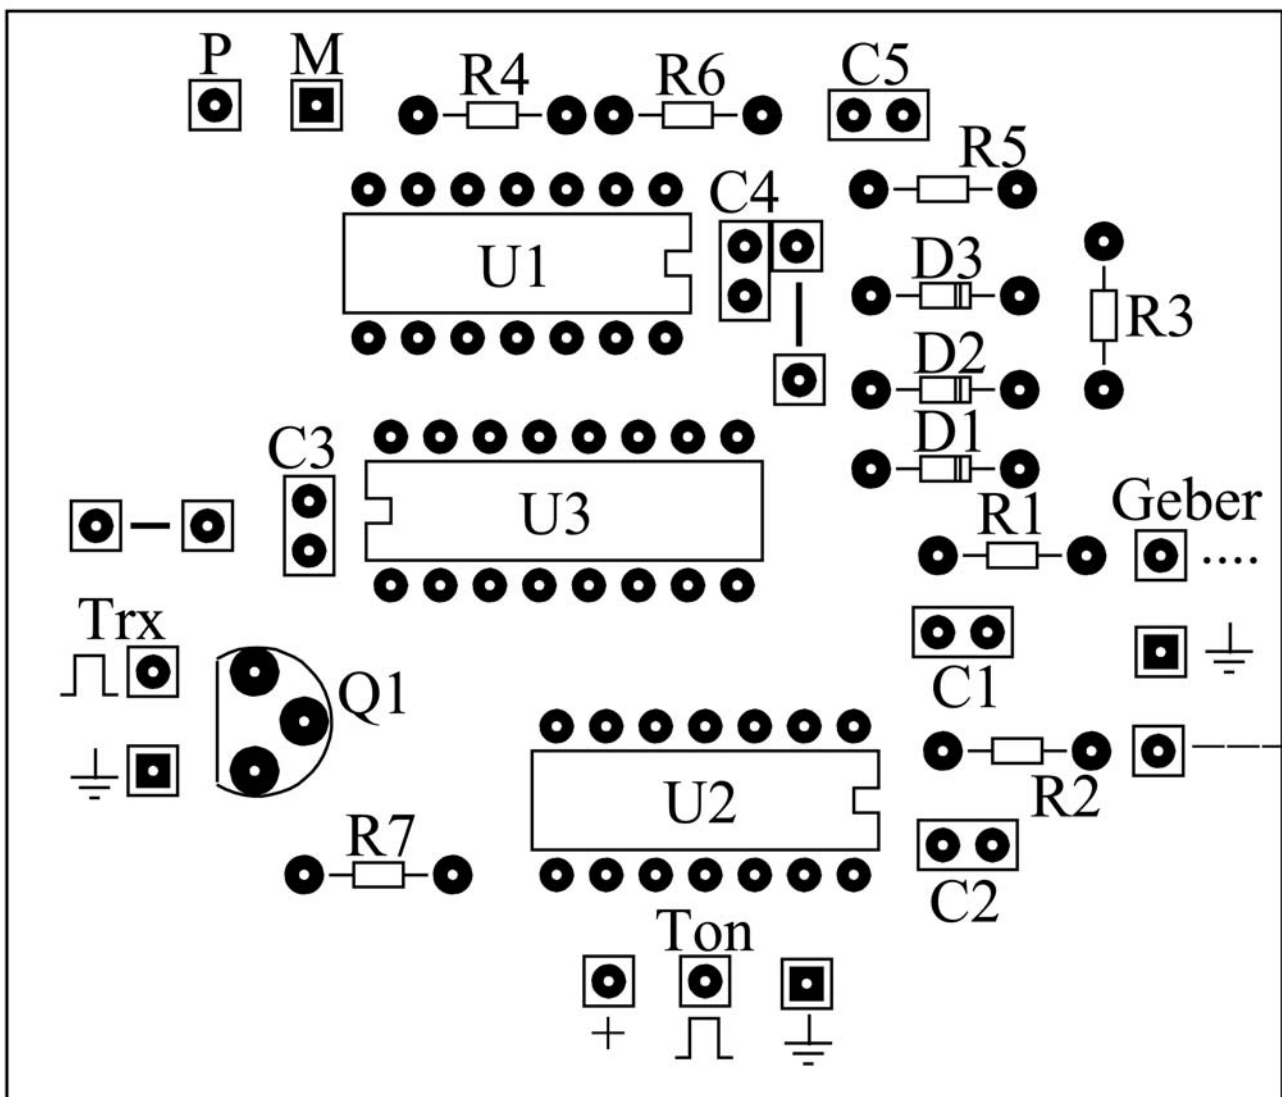 P M
R4 R6 C5
R5
C4
U1
D3
R3
D2
D1
C3
U3
R1
Geber
....
Trx
Q1
C1
U2
R2
R7
C2
Ton
+